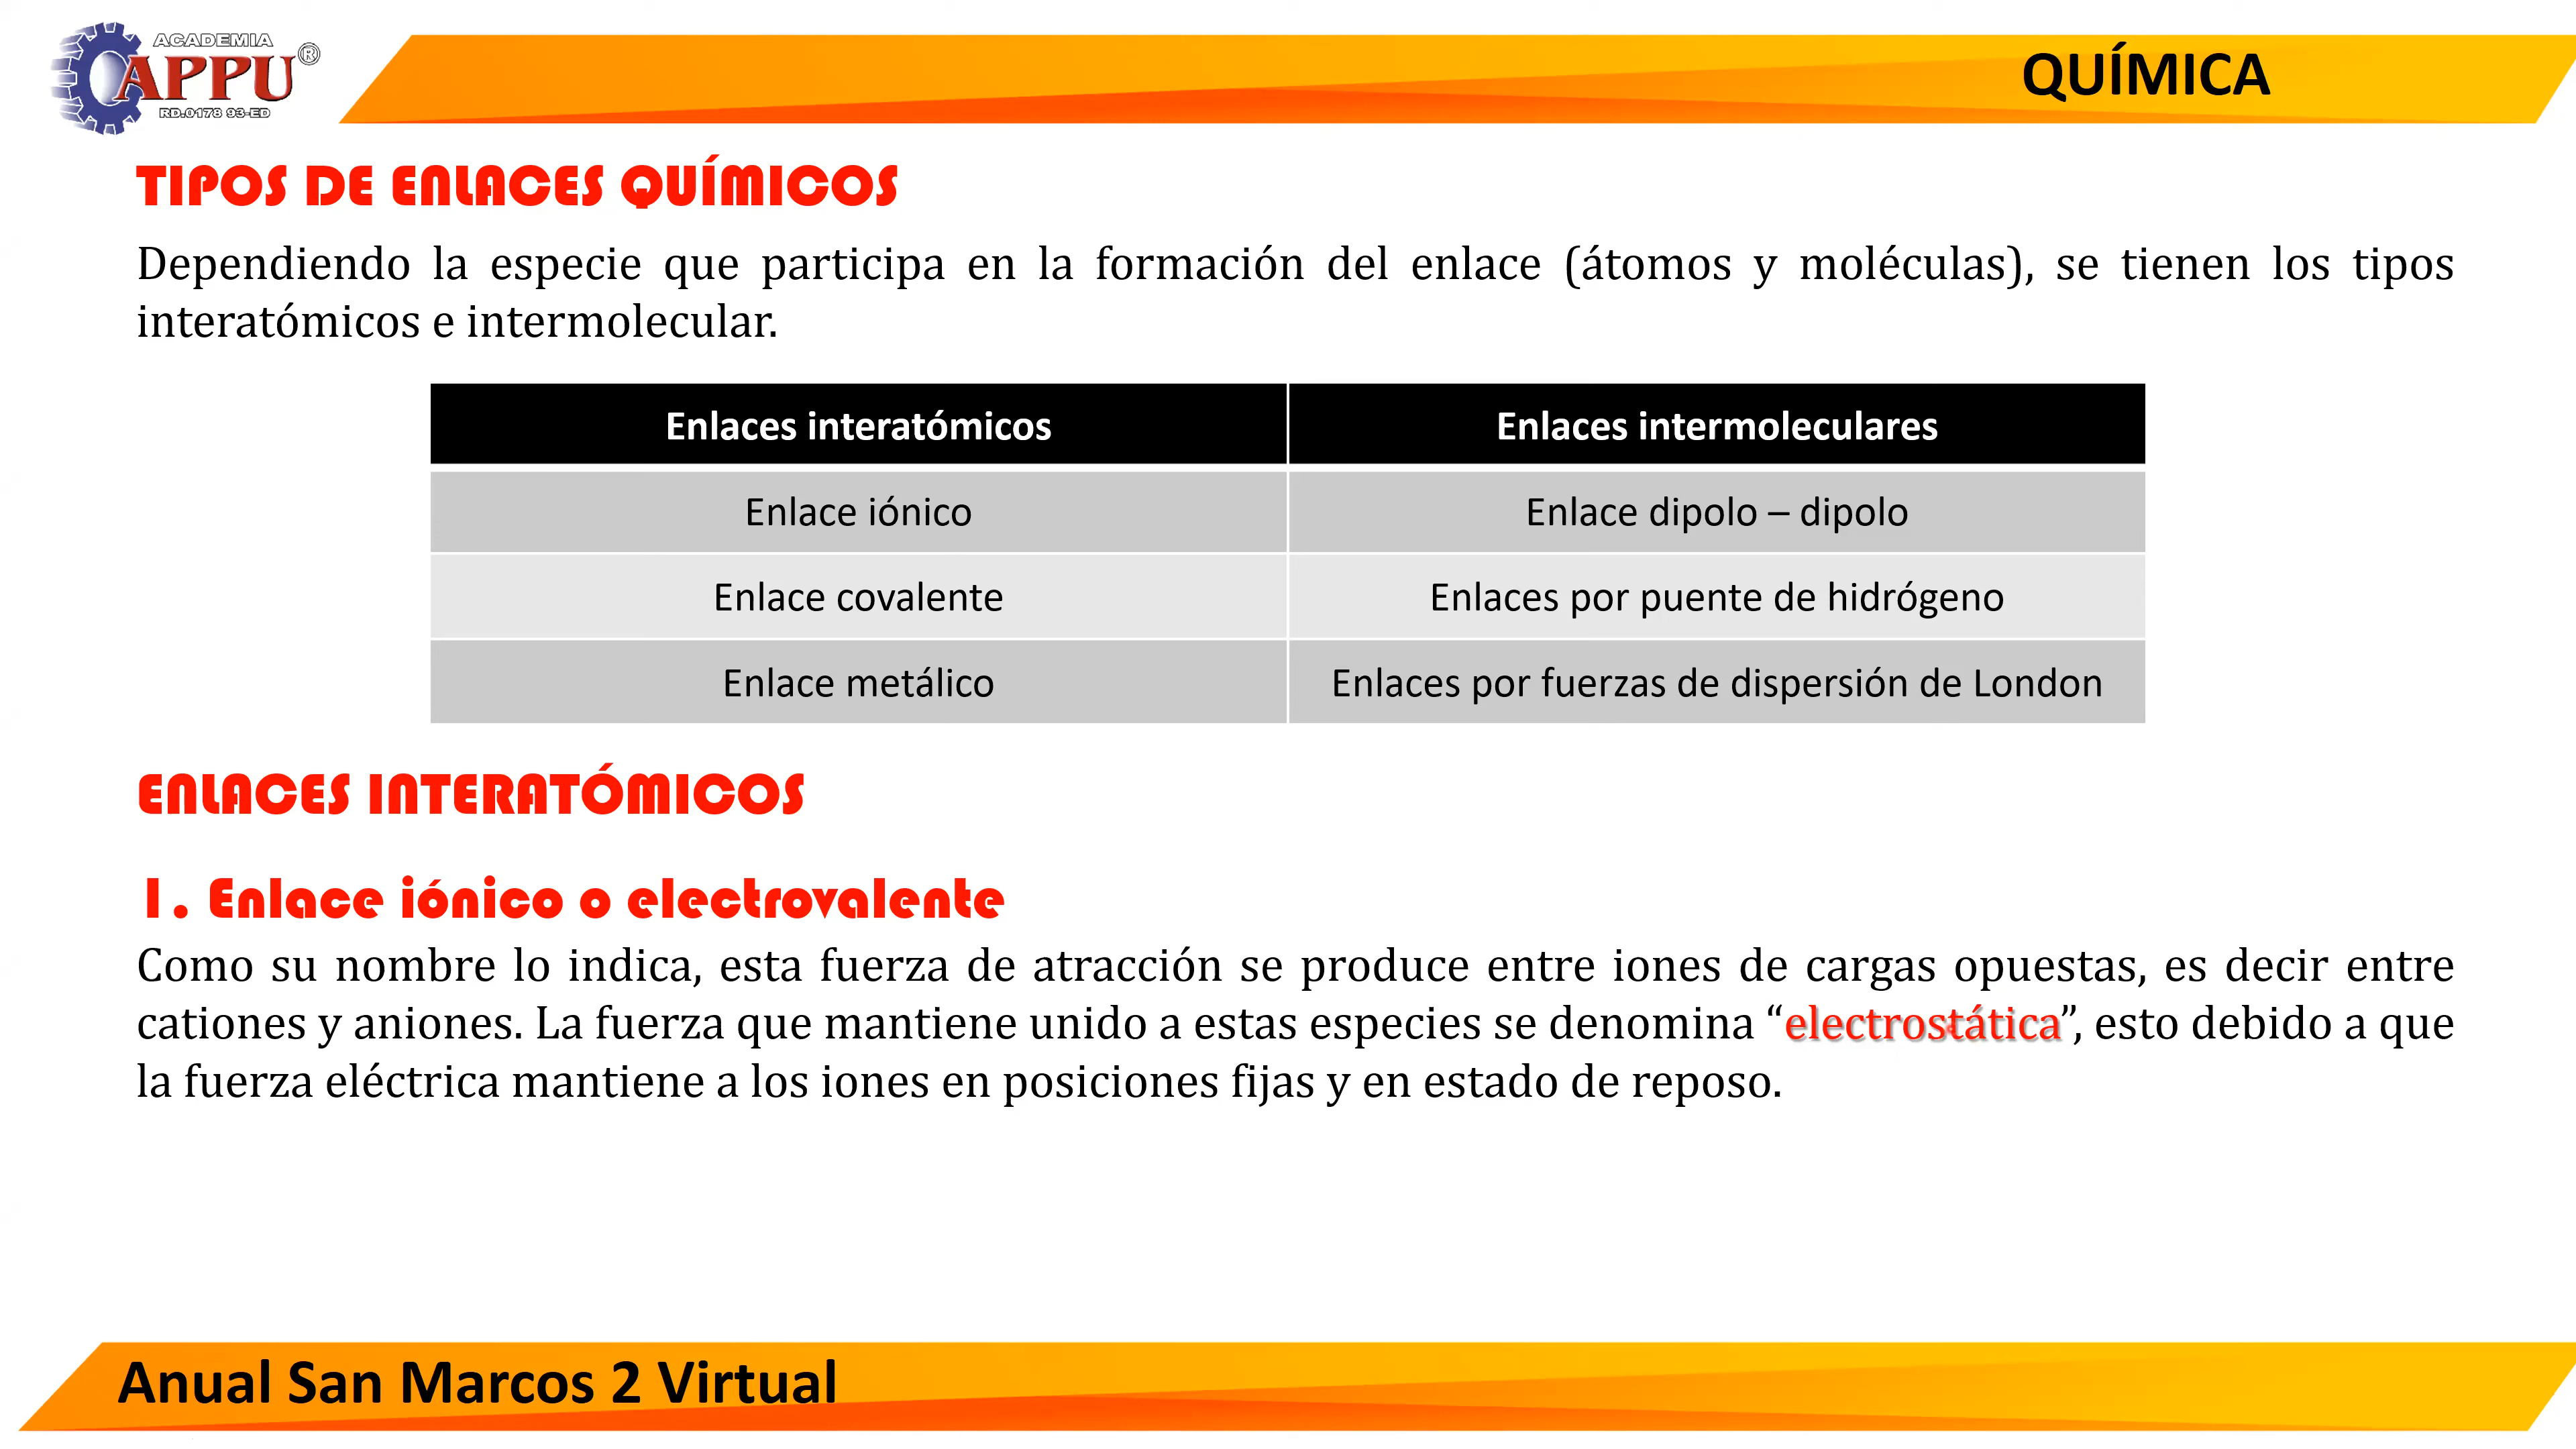 ACADEMIA
APPU®
RD.0178 93-ED
QUÍMICA
TIPOS DE ENLACES QUÍMICOS
Dependiendo la especie que participa en la formación del enlace (átomos y moléculas), se tienen los tipos
interatómicos e intermolecular.
Enlaces interatómicos Enlaces intermoleculares
Enlace iónico Enlace dipolo – dipolo
Enlace covalente Enlaces por puente de hidrógeno
Enlace metálico Enlaces por fuerzas de dispersión de London
ENLACES INTERATÓMICOS
1. Enlace iónico o electrovalente
Como su nombre lo indica, esta fuerza de atracción se produce entre iones de cargas opuestas, es decir entre
cationes y aniones. La fuerza que mantiene unido a estas especies se denomina “electrostática”, esto debido a que
la fuerza eléctrica mantiene a los iones en posiciones fijas y en estado de reposo.
Anual San Marcos 2 Virtual